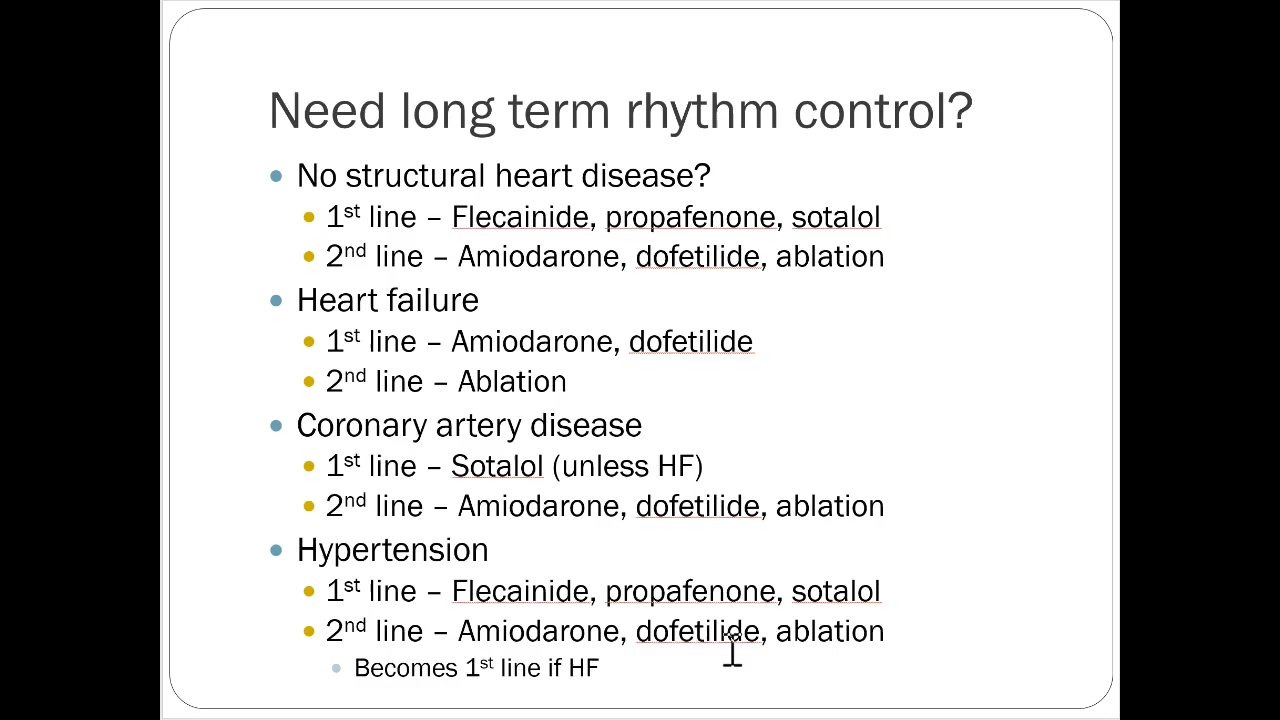 Need long term rhythm control?
No structural heart disease?
1st line – Flecainide, propafenone, sotalol
2nd line – Amiodarone, dofetilide, ablation
Heart failure
1st line – Amiodarone, dofetilide
2nd line – Ablation
Coronary artery disease
1st line – Sotalol (unless HF)
2nd line – Amiodarone, dofetilide, ablation
Hypertension
1st line – Flecainide, propafenone, sotalol
2nd line – Amiodarone, dofetilide, ablation
Becomes 1st line if HF